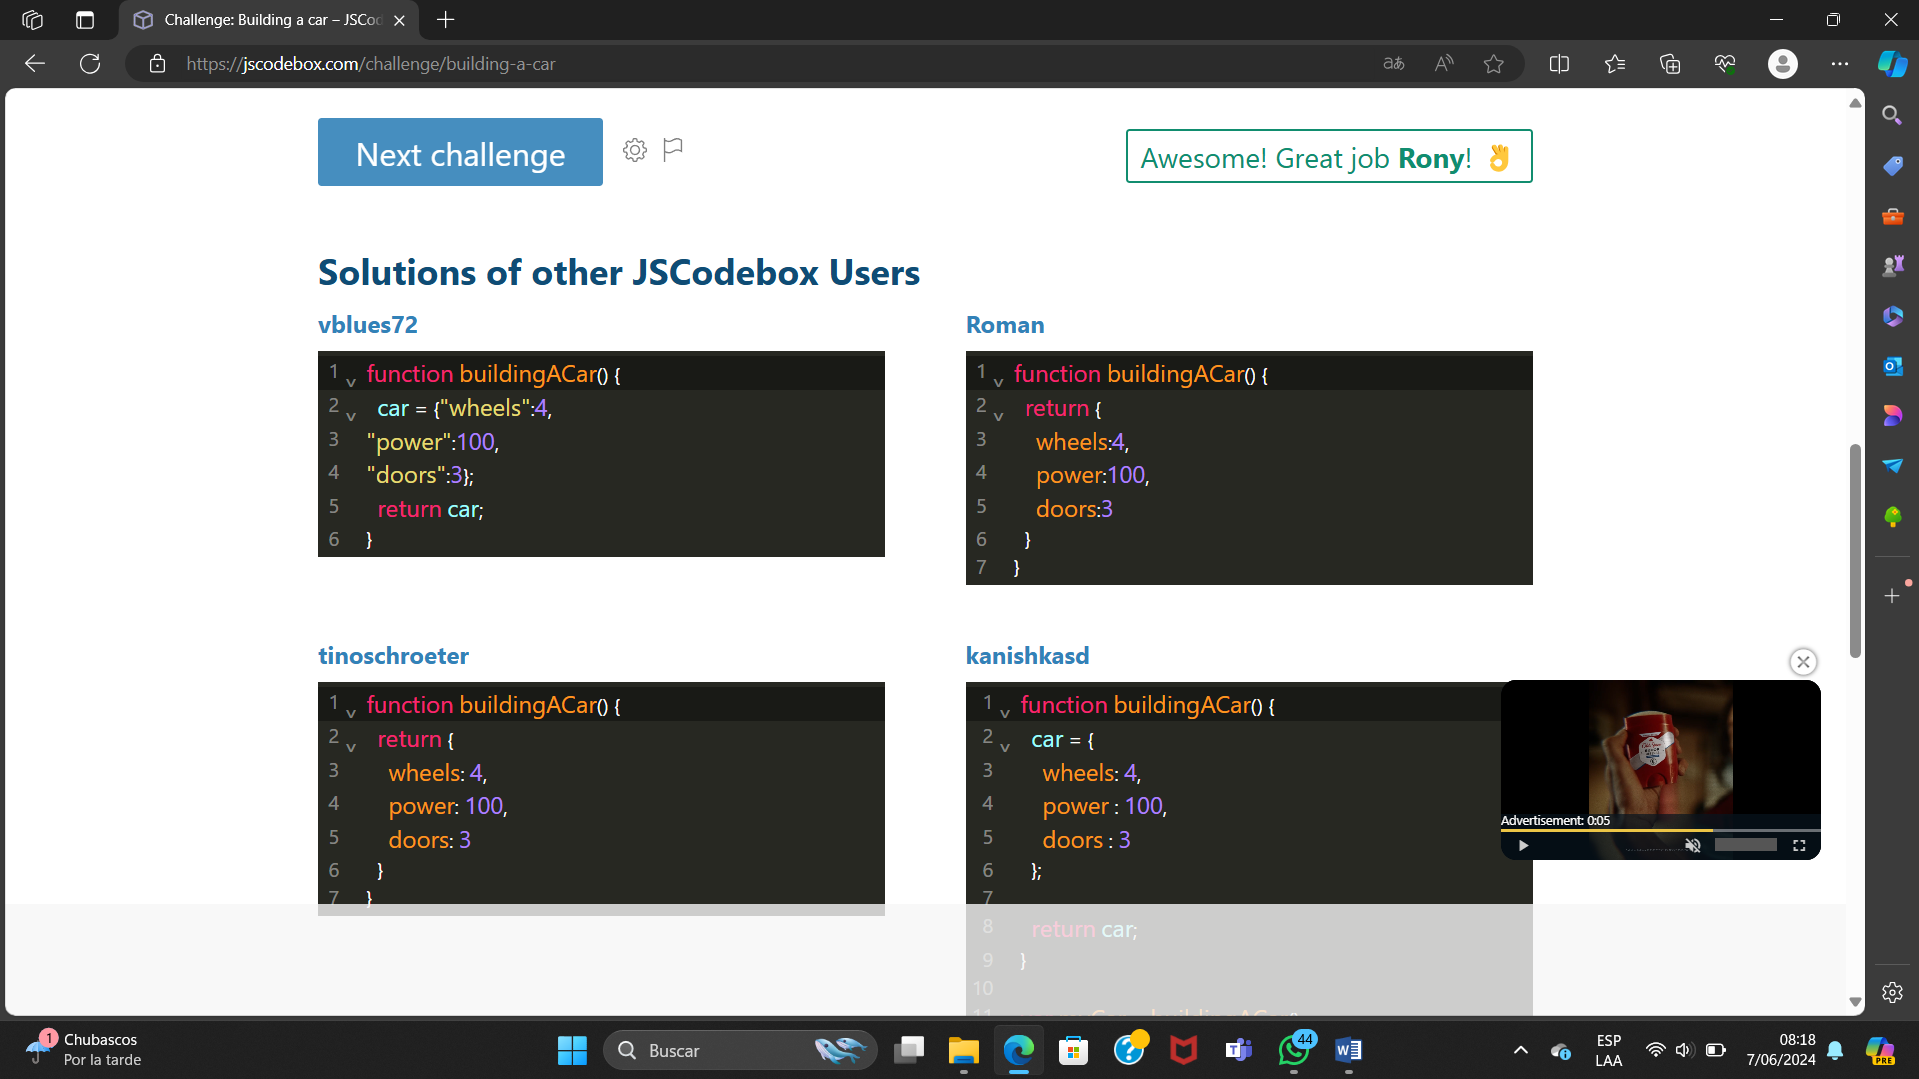 Challenge: Building a car – JSCod
https://jscodebox.com/challenge/building-a-car
Next challenge
Awesome! Great job Rony! 👌
Solutions of other JSCodebox Users
vblues72
1 function buildingACar() {
2 car = {"wheels":4,
3 "power":100,
4 "doors":3};
5 return car;
6 }
Roman
1 function buildingACar() {
2 return {
3 wheels:4,
4 power:100,
5 doors:3
6 }
7 }
tinoschroeter
1 function buildingACar() {
2 return {
3 wheels: 4,
4 power: 100,
5 doors: 3
6 }
7 }
kanishkasd
1 function buildingACar() {
2 car = {
3 wheels: 4,
4 power : 100,
5 doors : 3
6 };
7
8 return car;
9 }
10
Advertisement: 0:05
1 Chubascos
Por la tarde
Buscar
44
ESP
LAA
08:18
7/06/2024
PRE